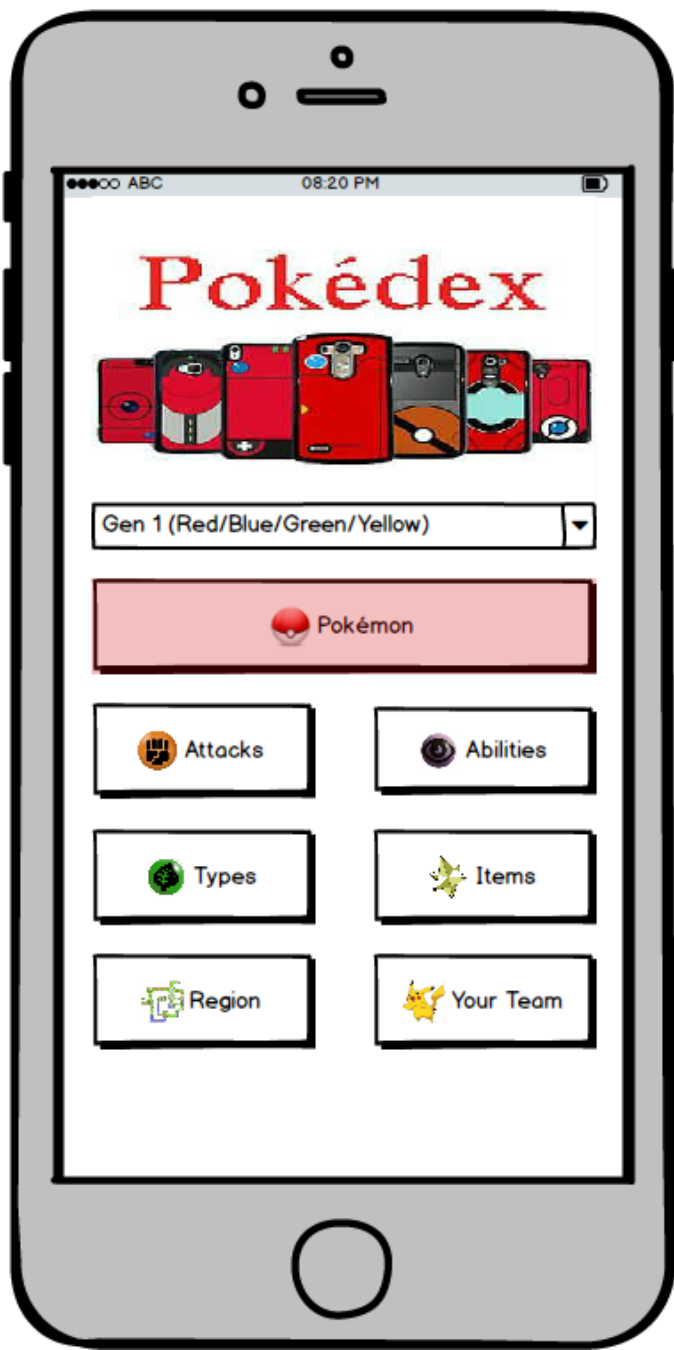 ABC 08:20 PM
Pokédex
Gen 1 (Red/Blue/Green/Yellow)
Pokémon
Attacks
Abilities
Types
Items
Region
Your Team